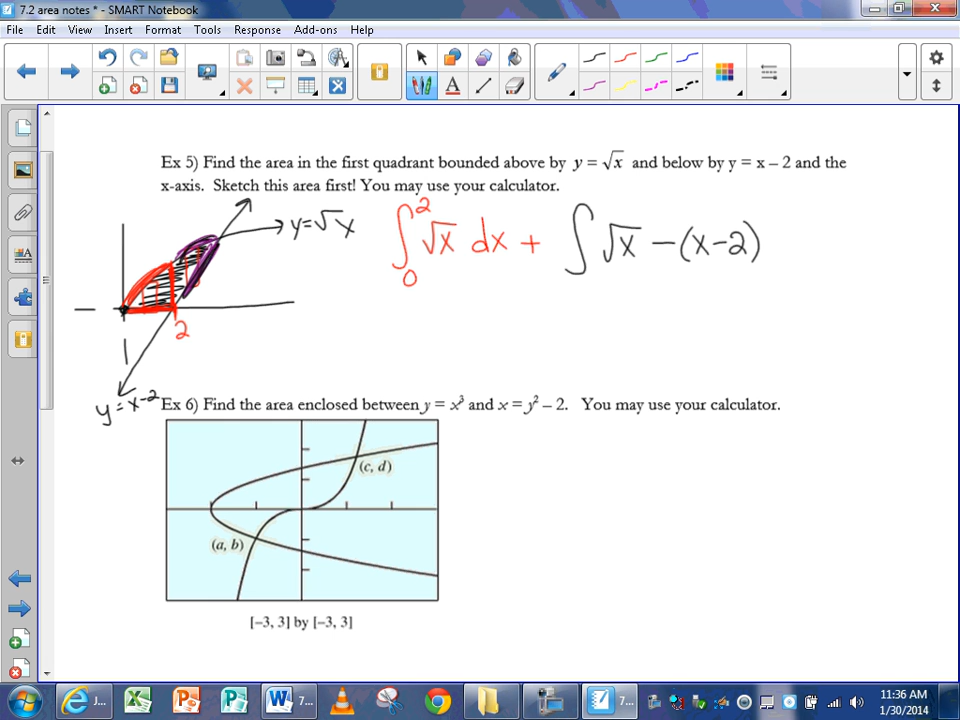 7.2 area notes * - SMART Notebook
File Edit View Insert Format Tools Response Add-ons Help
Ex 5) Find the area in the first quadrant bounded above by y = √x and below by y = x – 2 and the
x-axis. Sketch this area first! You may use your calculator.
y=√x
∫₀² √x dx + ∫ √x − (x−2)
2
y=x-2
Ex 6) Find the area enclosed between y = x³ and x = y² – 2. You may use your calculator.
(c, d)
(a, b)
[–3, 3] by [–3, 3]
J...
7...
7...
11:36 AM
1/30/2014